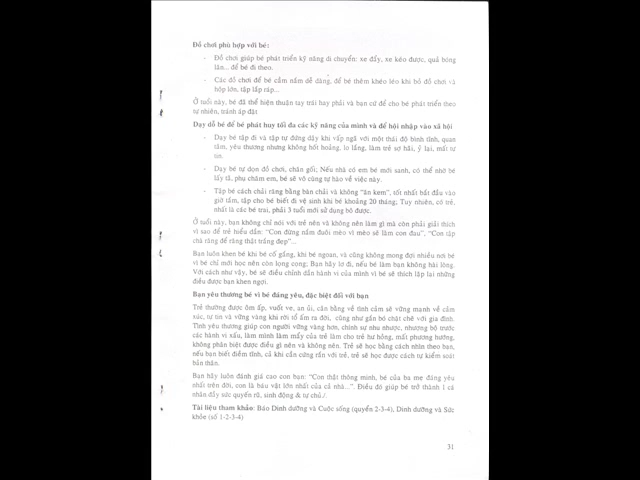 Đồ chơi phù hợp với bé:
- Đồ chơi giúp bé phát triển kỹ năng di chuyển: xe đẩy, xe kéo được, quả bóng
lăn... để bé đi theo.
- Các đồ chơi để bé cầm nắm dễ dàng, để bé thêm khéo léo khi bỏ đồ chơi và
hộp lớn, tập lắp ráp...
Ở tuổi này, bé đã thể hiện thuận tay trái hay phải và bạn cứ để cho bé phát triển theo
tự nhiên, tránh áp đặt
Dạy dỗ bé để bé phát huy tối đa các kỹ năng của mình và để hội nhập vào xã hội
- Dạy bé tập đi và tập tự đứng dậy khi vấp ngã với một thái độ bình tĩnh, quan
tâm, yêu thương nhưng không hốt hoảng, lo lắng, làm trẻ sợ hãi, ỷ lại, mất tự
tin.
- Dạy bé tự dọn đồ chơi, chăn gối; Nếu nhà có em bé mới sanh, có thể nhờ bé
lấy tã, phụ chăm em, bé sẽ vô cùng tự hào về việc này.
- Tập bé cách chải răng bằng bàn chải và không "ăn kem", tốt nhất bắt đầu vào
giờ tắm, tập cho bé biết đi vệ sinh khi bé khoảng 20 tháng; Tuy nhiên, có trẻ,
nhất là các bé trai, phải 3 tuổi mới sử dụng bô được.
Ở tuổi này, bạn không chỉ nói với trẻ nên và không nên làm gì mà còn phải giải thích
vì sao để trẻ hiểu dần: "Con đừng nắm đuôi mèo vì mèo sẽ làm con đau", "Con tập
chà răng để răng thật trắng đẹp"...
Bạn luôn khen bé khi bé cố gắng, khi bé ngoan, và cũng không mong đợi nhiều nơi bé
vì bé chỉ mới học nên còn lọng cọng; Bạn hãy lơ đi, nếu bé làm bạn không hài lòng.
Với cách như vậy, bé sẽ điều chỉnh dần hành vi của mình vì bé sẽ thích lặp lại những
điều được bạn khen ngợi.
Bạn yêu thương bé vì bé đáng yêu, đặc biệt đối với bạn
Trẻ thường được ôm ấp, vuốt ve, an ủi, cân bằng về tình cảm sẽ vững mạnh về cảm
xúc, tự tin và vững vàng khi rời tổ ấm ra đời, cũng như gắn bó chặt chẽ với gia đình.
Tình yêu thương giúp con người vững vàng hơn, chính sự nhu nhược, nhượng bộ trước
các hành vi xấu, làm mình làm mẩy của trẻ làm cho trẻ hư hỏng, mất phương hướng,
không phân biệt được điều gì nên và không nên. Trẻ sẽ học bằng cách nhìn theo bạn,
nếu bạn biết điềm tĩnh, cả khi cần cứng rắn với trẻ, trẻ sẽ học được cách tự kiểm soát
bản thân.
Bạn hãy luôn đánh giá cao con bạn: "Con thật thông minh, bé của ba mẹ đáng yêu
nhất trên đời, con là báu vật lớn nhất của cả nhà...". Điều đó giúp bé trở thành 1 cá
nhân đầy sức quyến rũ, sinh động & tự chủ./.
Tài liệu tham khảo: Báo Dinh dưỡng và Cuộc sống (quyển 2-3-4), Dinh dưỡng và Sức
khỏe (số 1-2-3-4)
31